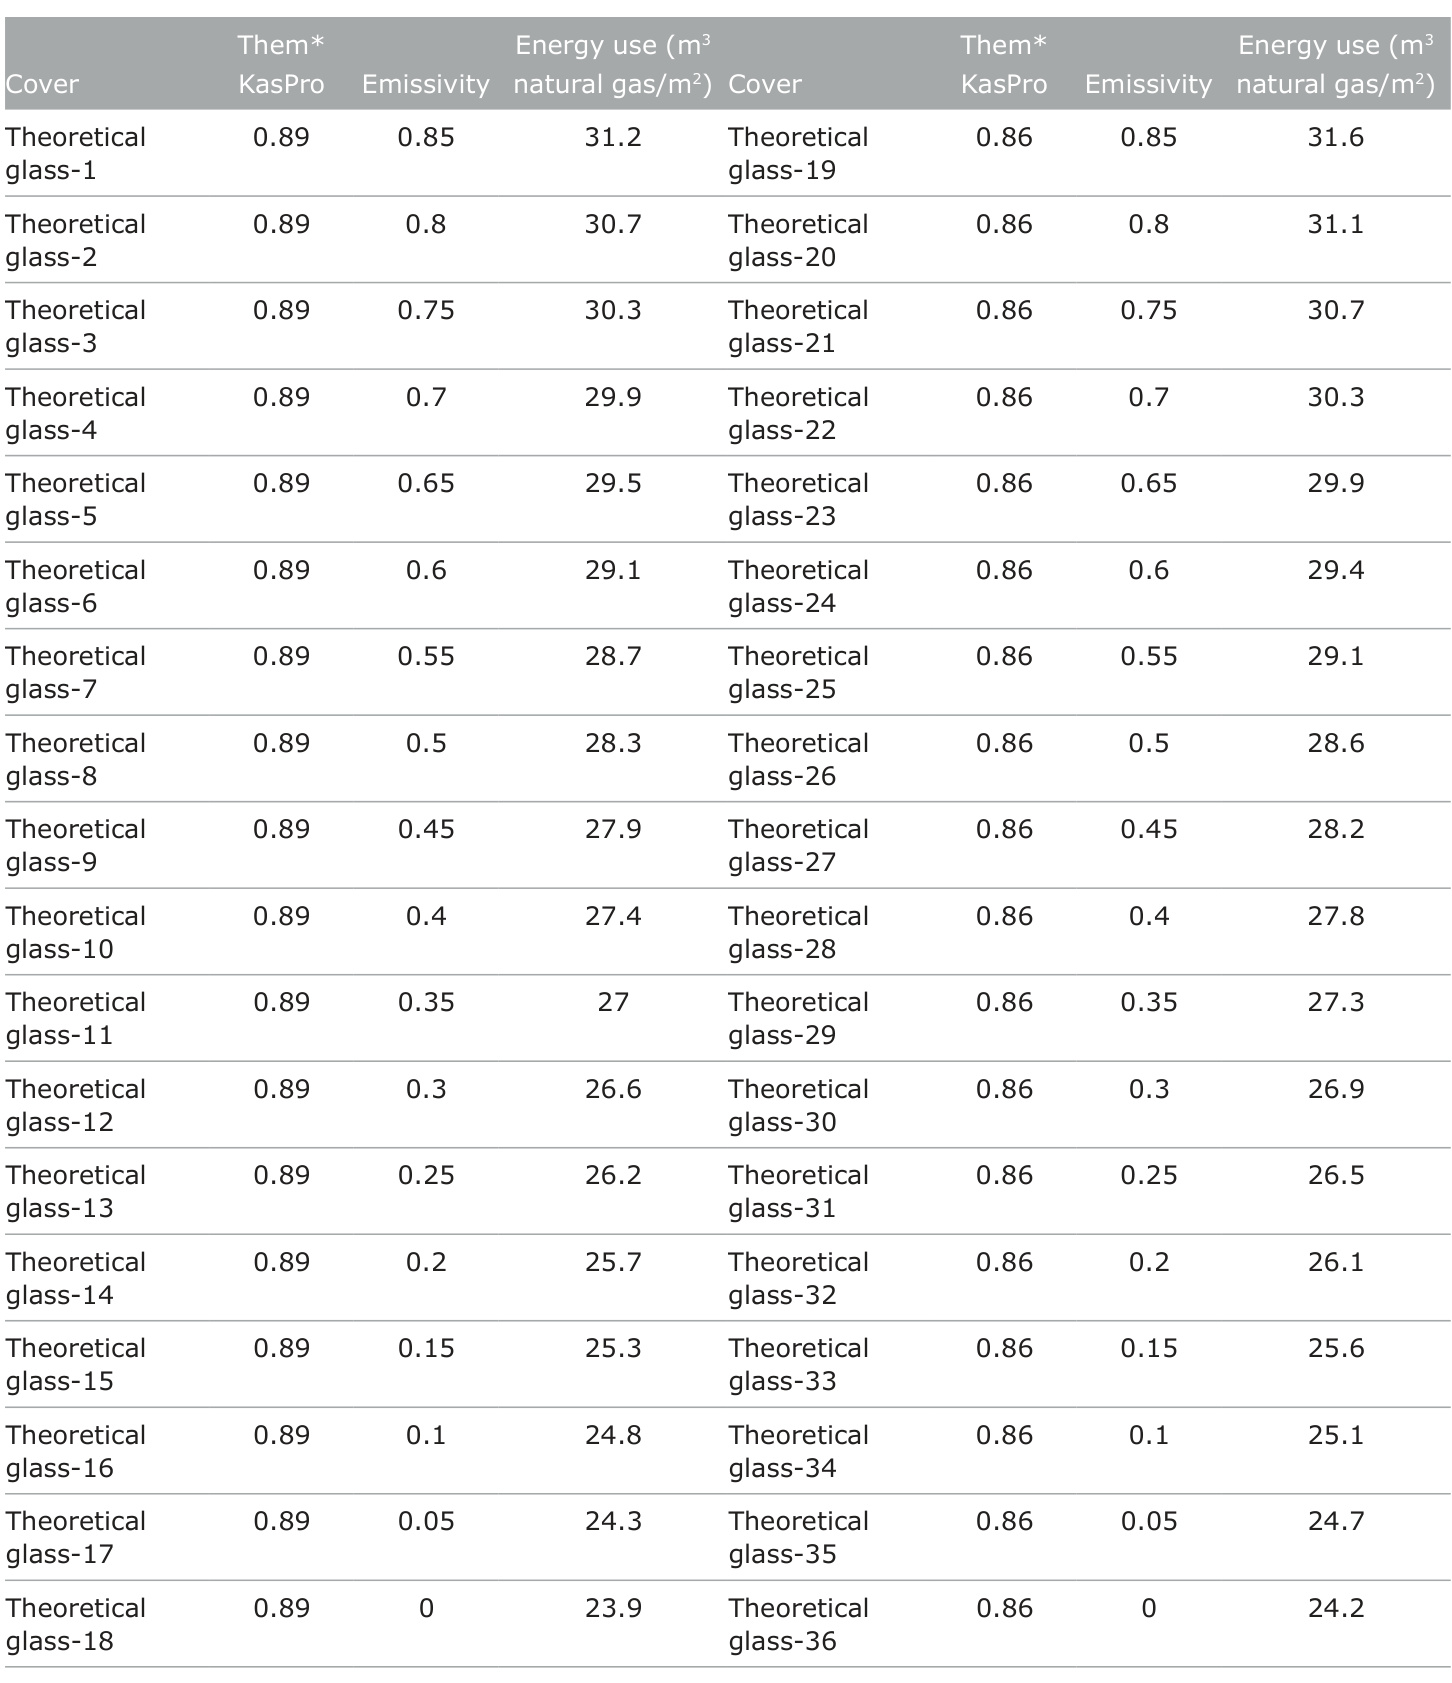 Cover Them* KasPro Emissivity Energy use (m³ natural gas/m²) Cover Them* KasPro Emissivity Energy use (m³ natural gas/m²)
Theoretical glass-1 0.89 0.85 31.2 Theoretical glass-19 0.86 0.85 31.6
Theoretical glass-2 0.89 0.8 30.7 Theoretical glass-20 0.86 0.8 31.1
Theoretical glass-3 0.89 0.75 30.3 Theoretical glass-21 0.86 0.75 30.7
Theoretical glass-4 0.89 0.7 29.9 Theoretical glass-22 0.86 0.7 30.3
Theoretical glass-5 0.89 0.65 29.5 Theoretical glass-23 0.86 0.65 29.9
Theoretical glass-6 0.89 0.6 29.1 Theoretical glass-24 0.86 0.6 29.4
Theoretical glass-7 0.89 0.55 28.7 Theoretical glass-25 0.86 0.55 29.1
Theoretical glass-8 0.89 0.5 28.3 Theoretical glass-26 0.86 0.5 28.6
Theoretical glass-9 0.89 0.45 27.9 Theoretical glass-27 0.86 0.45 28.2
Theoretical glass-10 0.89 0.4 27.4 Theoretical glass-28 0.86 0.4 27.8
Theoretical glass-11 0.89 0.35 27 Theoretical glass-29 0.86 0.35 27.3
Theoretical glass-12 0.89 0.3 26.6 Theoretical glass-30 0.86 0.3 26.9
Theoretical glass-13 0.89 0.25 26.2 Theoretical glass-31 0.86 0.25 26.5
Theoretical glass-14 0.89 0.2 25.7 Theoretical glass-32 0.86 0.2 26.1
Theoretical glass-15 0.89 0.15 25.3 Theoretical glass-33 0.86 0.15 25.6
Theoretical glass-16 0.89 0.1 24.8 Theoretical glass-34 0.86 0.1 25.1
Theoretical glass-17 0.89 0.05 24.3 Theoretical glass-35 0.86 0.05 24.7
Theoretical glass-18 0.89 0 23.9 Theoretical glass-36 0.86 0 24.2